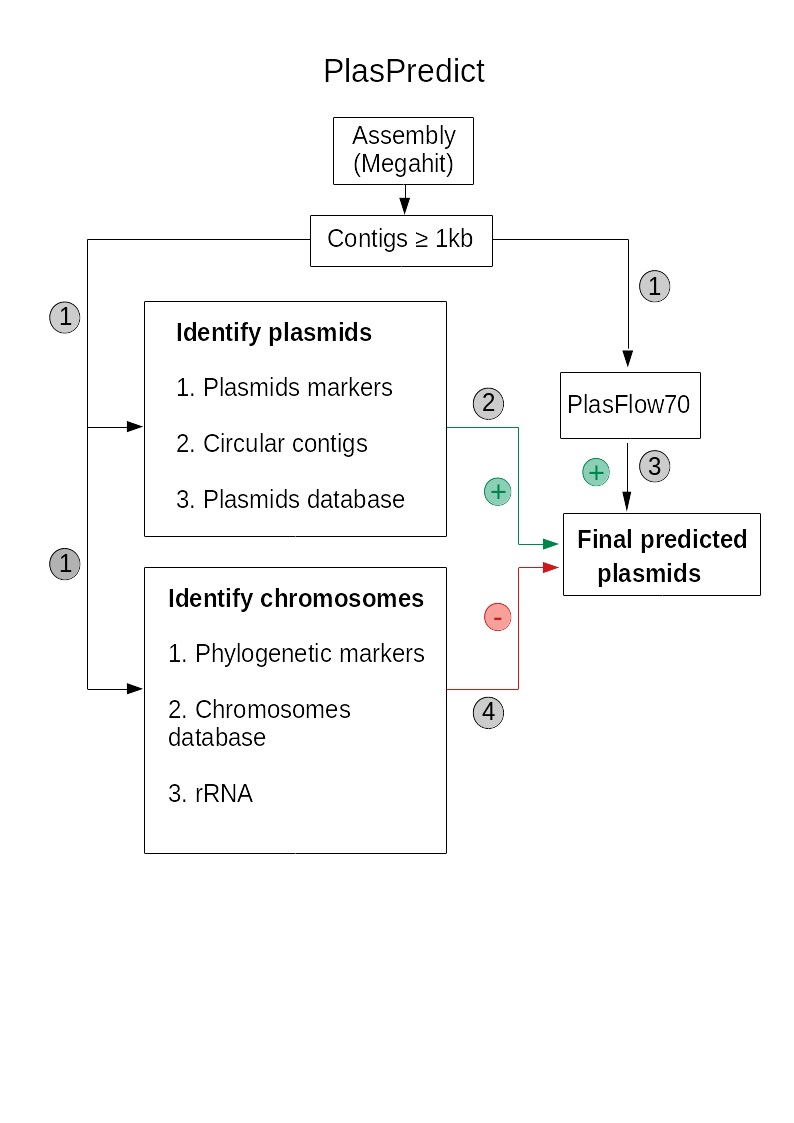 PlasPredict
Assembly
(Megahit)
Contigs ≥ 1kb
1
1
Identify plasmids
1. Plasmids markers
2. Circular contigs
3. Plasmids database
2
+
PlasFlow70
+
3
Final predicted
plasmids
1
Identify chromosomes
1. Phylogenetic markers
2. Chromosomes
database
3. rRNA
-
4